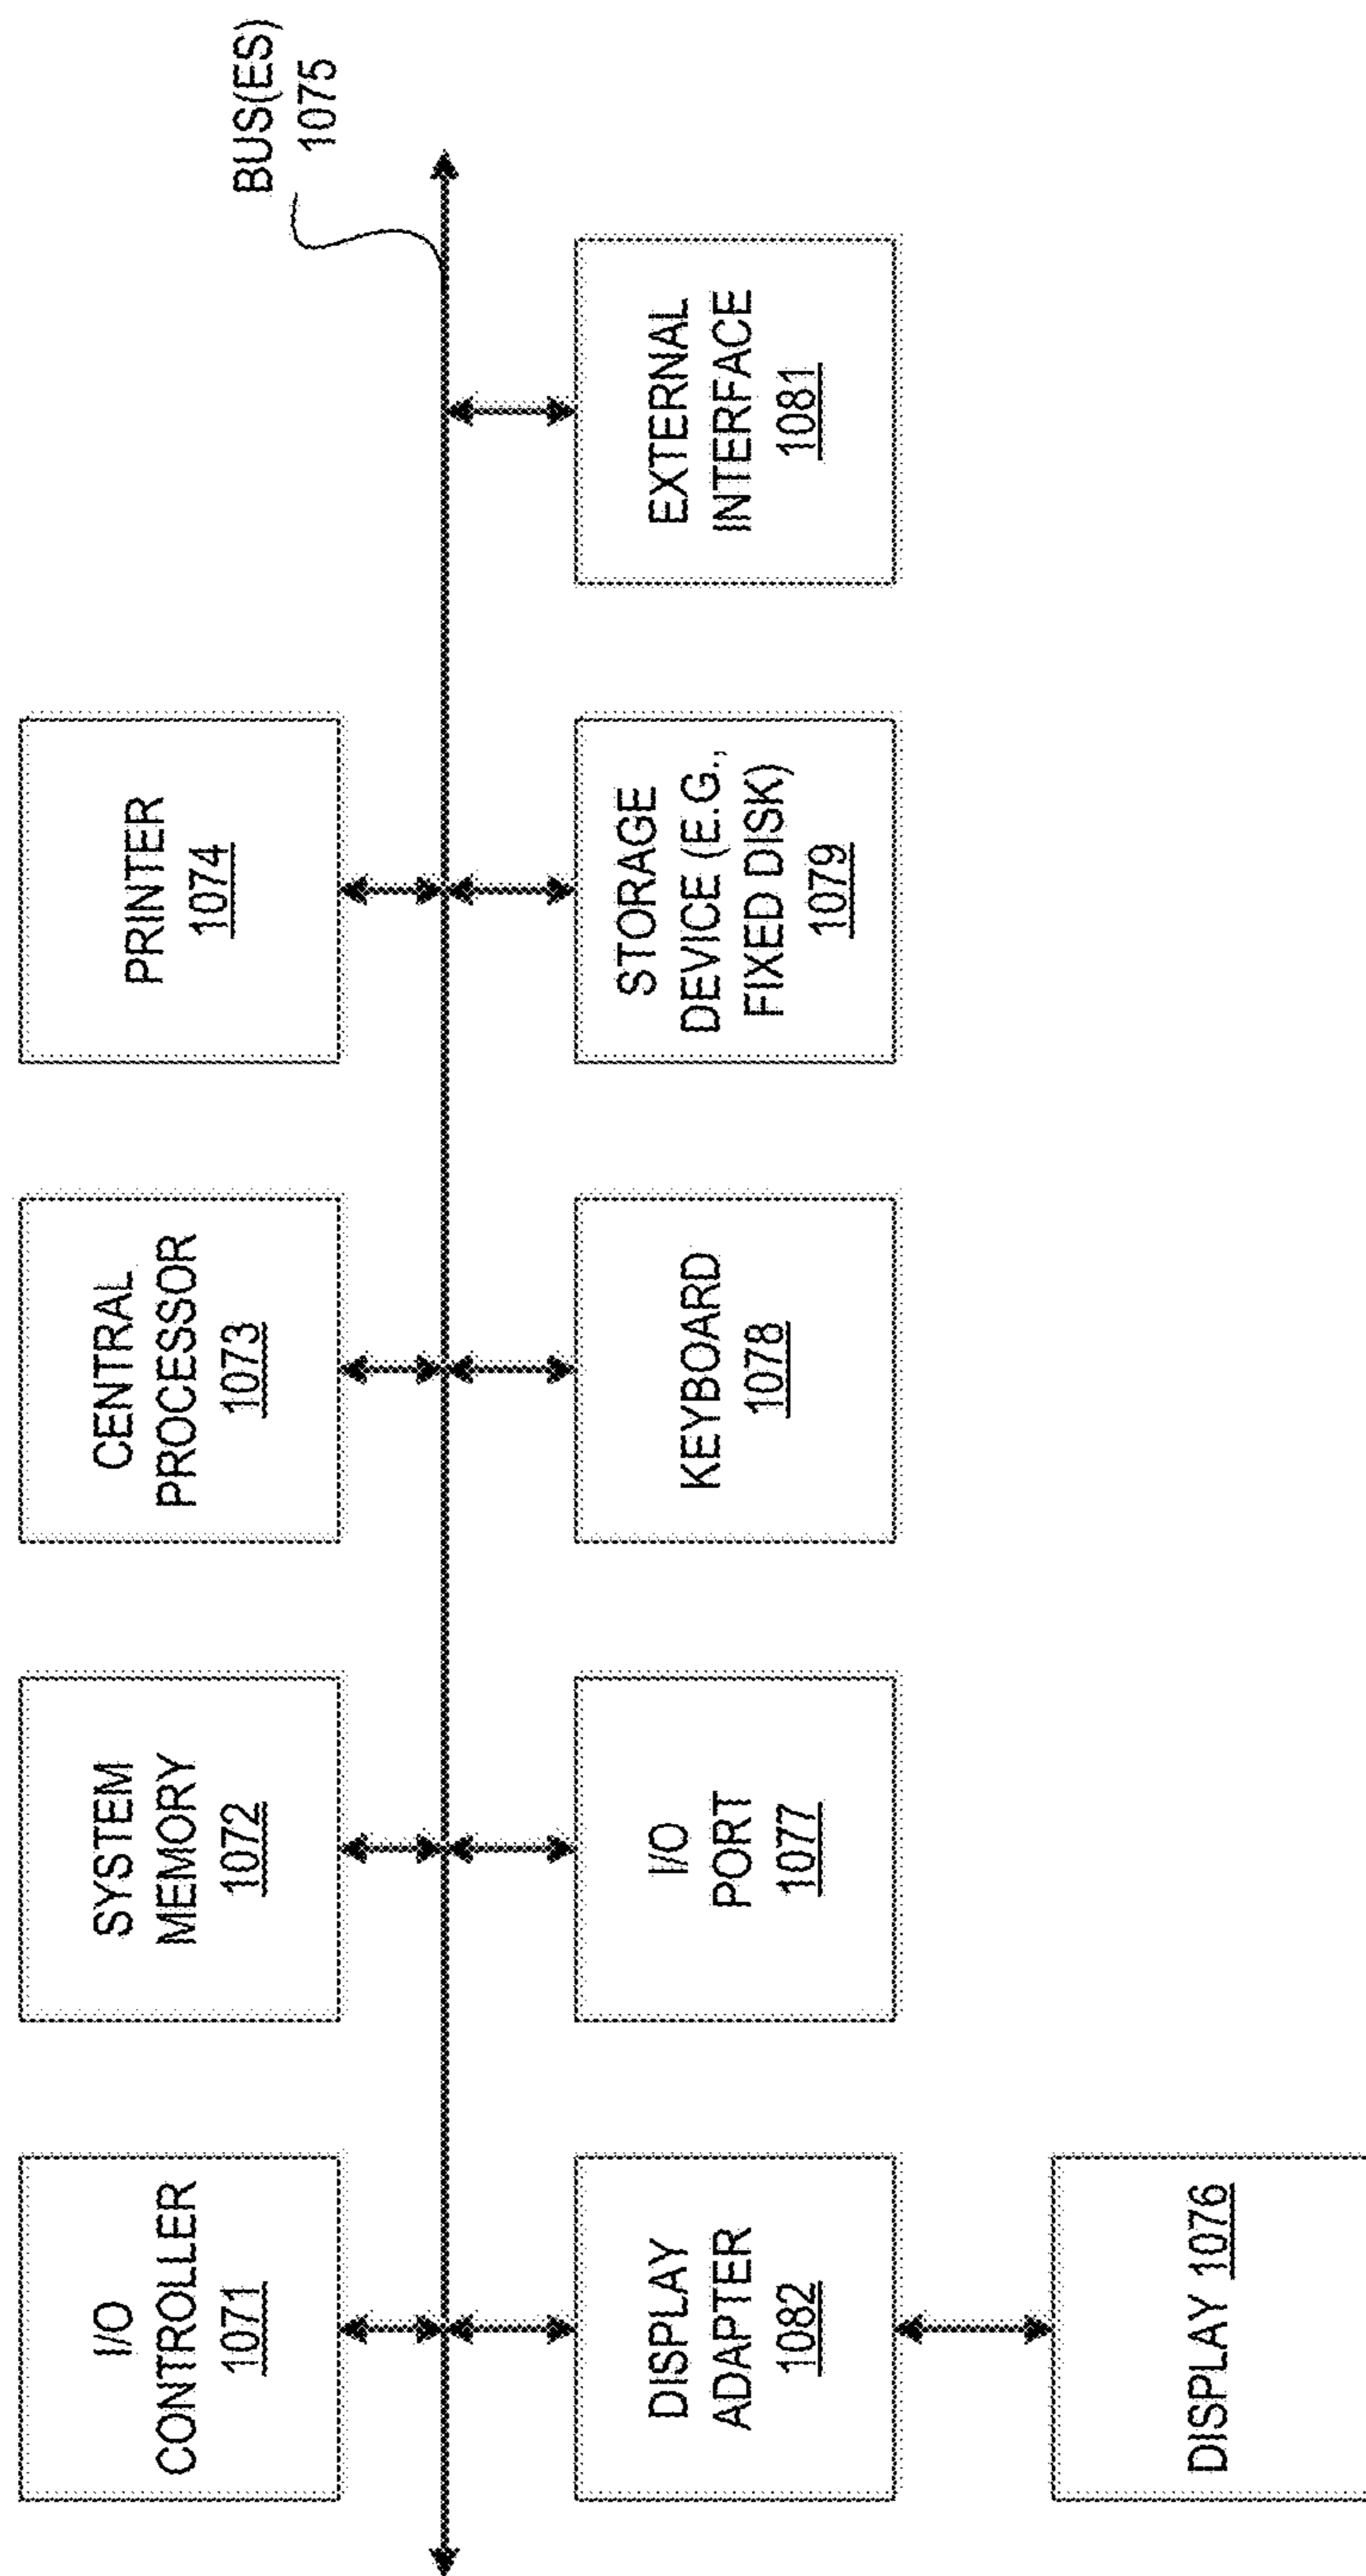 BUS(ES)
1075
I/O
CONTROLLER
1071
SYSTEM
MEMORY
1072
CENTRAL
PROCESSOR
1073
PRINTER
1074
DISPLAY
ADAPTER
1082
I/O
PORT
1077
KEYBOARD
1078
STORAGE
DEVICE (E.G.,
FIXED DISK)
1079
EXTERNAL
INTERFACE
1081
DISPLAY 1076